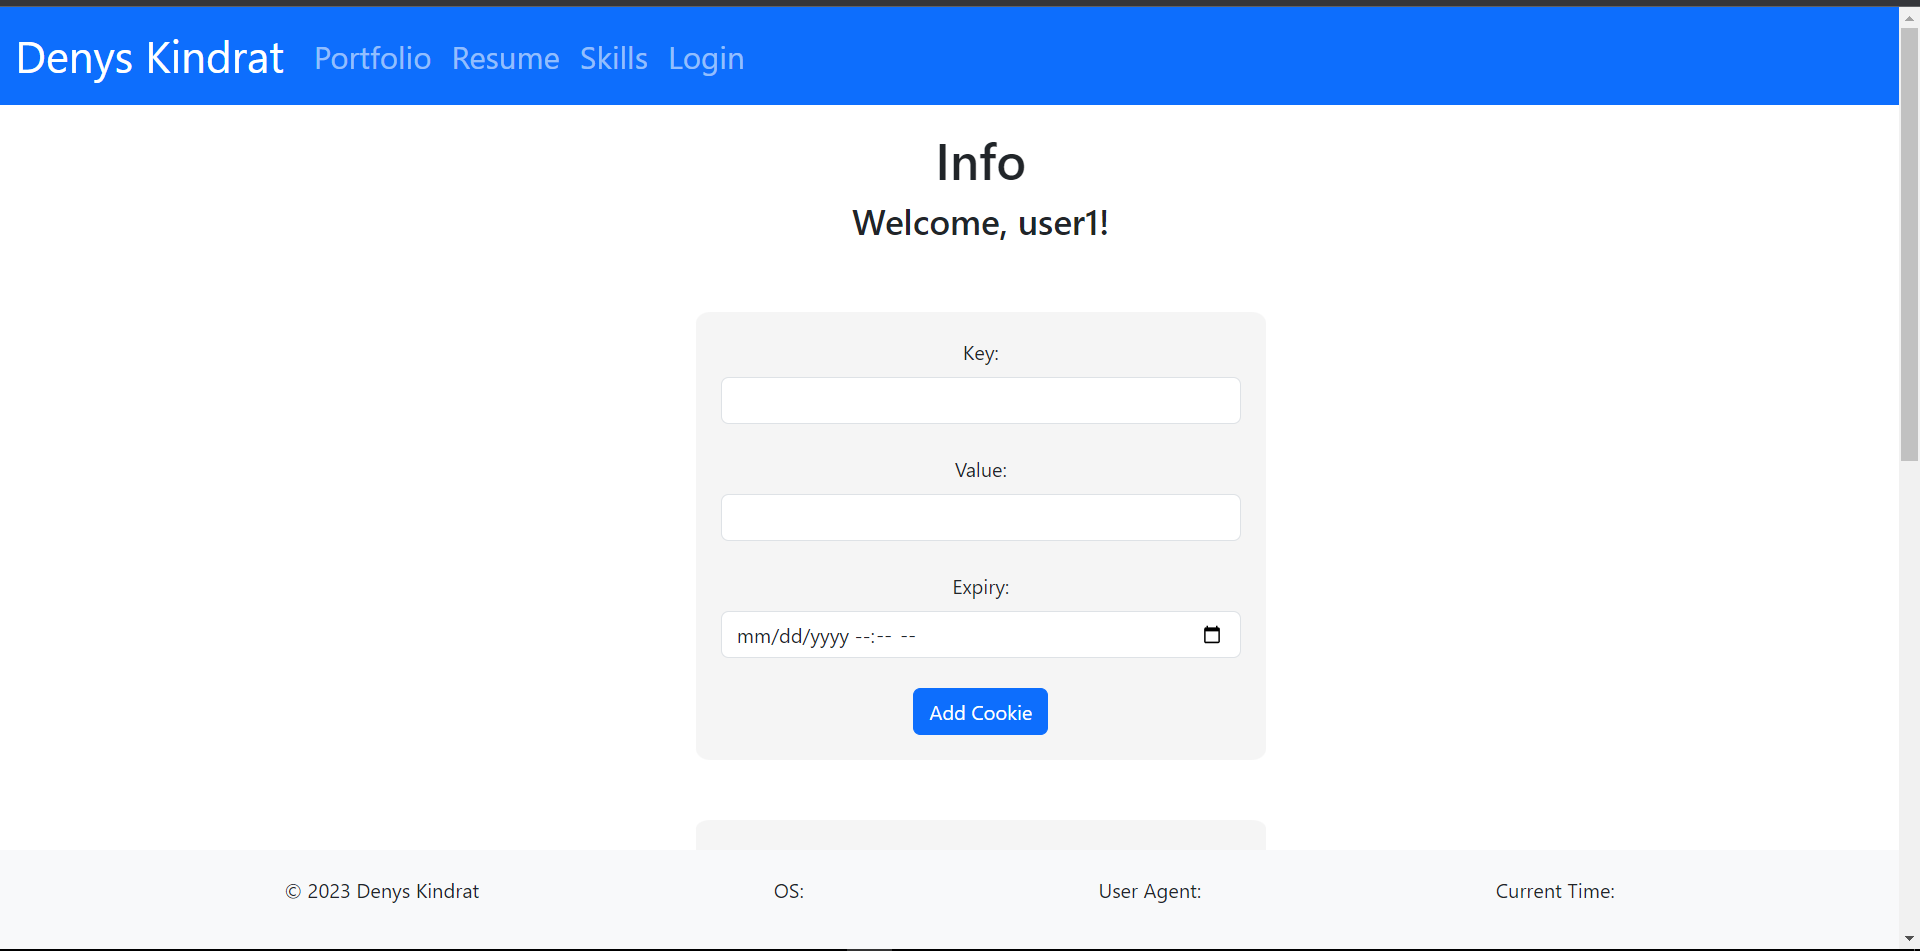 Denys Kindrat Portfolio Resume Skills Login
Info
Welcome, user1!
Key:
Value:
Expiry:
mm/dd/yyyy --:-- --
Add Cookie
© 2023 Denys Kindrat OS: User Agent: Current Time: